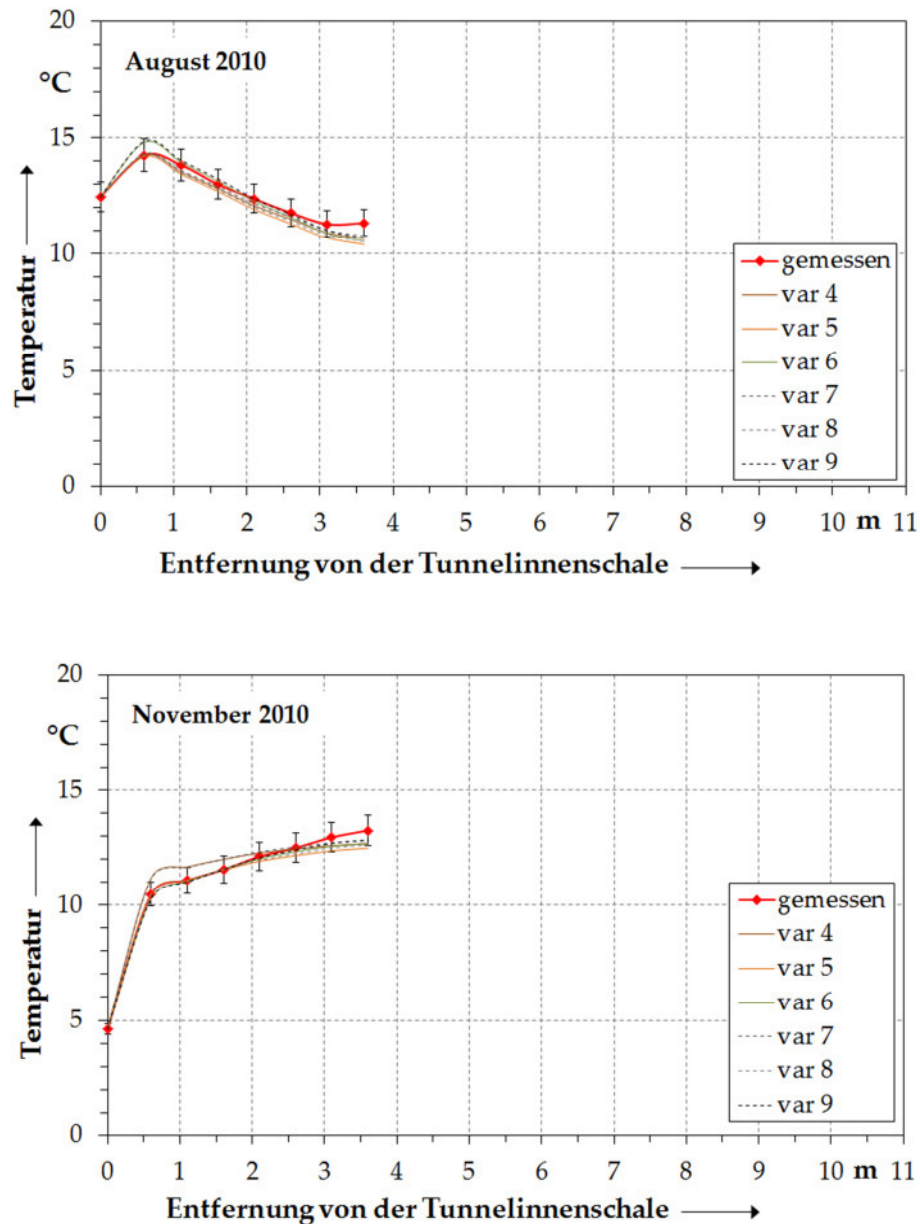 20
August 2010
°C
15
10
5
0
Temperatur
gemessen
var 4
var 5
var 6
var 7
var 8
var 9
0 1 2 3 4 5 6 7 8 9 10 m 11
Entfernung von der Tunnelinnenschale
20
November 2010
°C
15
10
5
0
Temperatur
gemessen
var 4
var 5
var 6
var 7
var 8
var 9
0 1 2 3 4 5 6 7 8 9 10 m 11
Entfernung von der Tunnelinnenschale